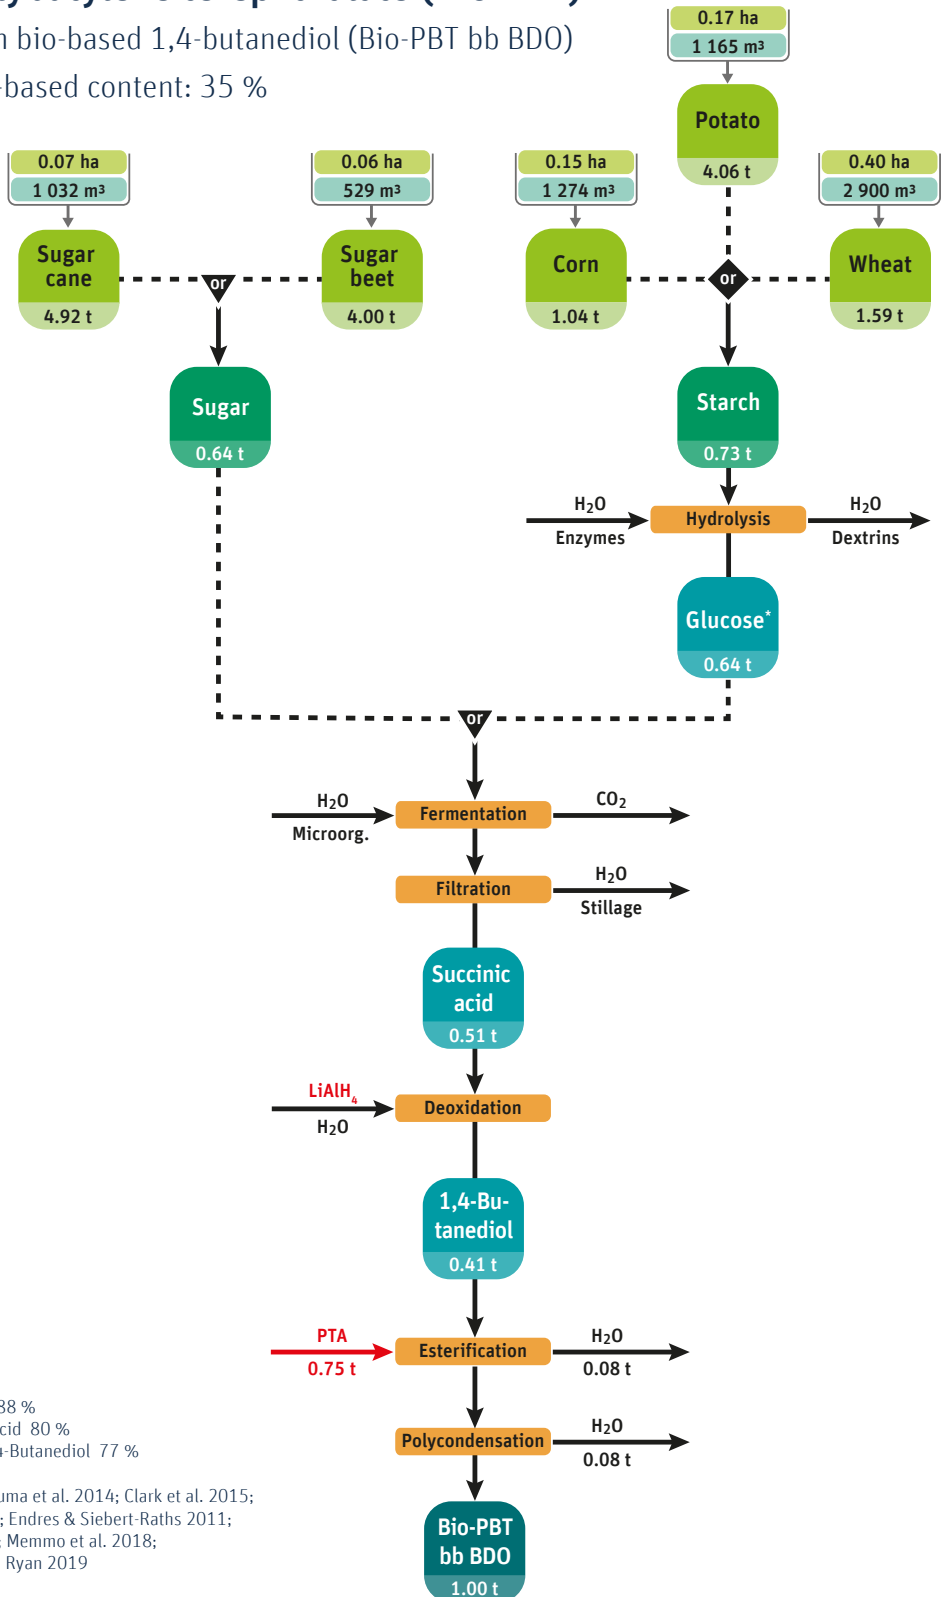 bio-based 1,4-butanediol (Bio-PBT bb BDO)
-based content: 35 %
0.17 ha
1 165 m³
Potato
4.06 t
0.07 ha
1 032 m³
Sugar
cane
4.92 t
0.06 ha
529 m³
Sugar
beet
4.00 t
0.15 ha
1 274 m³
Corn
1.04 t
0.40 ha
2 900 m³
Wheat
1.59 t
or
or
Sugar
0.64 t
Starch
0.73 t
H₂O
Enzymes
Hydrolysis
H₂O
Dextrins
Glucose*
0.64 t
or
H₂O
Microorg.
Fermentation
CO₂
Filtration
H₂O
Stillage
Succinic
acid
0.51 t
LiAlH₄
H₂O
Deoxidation
1,4-Bu-
tanediol
0.41 t
PTA
0.75 t
Esterification
H₂O
0.08 t
Polycondensation
H₂O
0.08 t
Bio-PBT
bb BDO
1.00 t
88 %
cid 80 %
4-Butanediol 77 %
uma et al. 2014; Clark et al. 2015;
; Endres & Siebert-Raths 2011;
; Memmo et al. 2018;
Ryan 2019